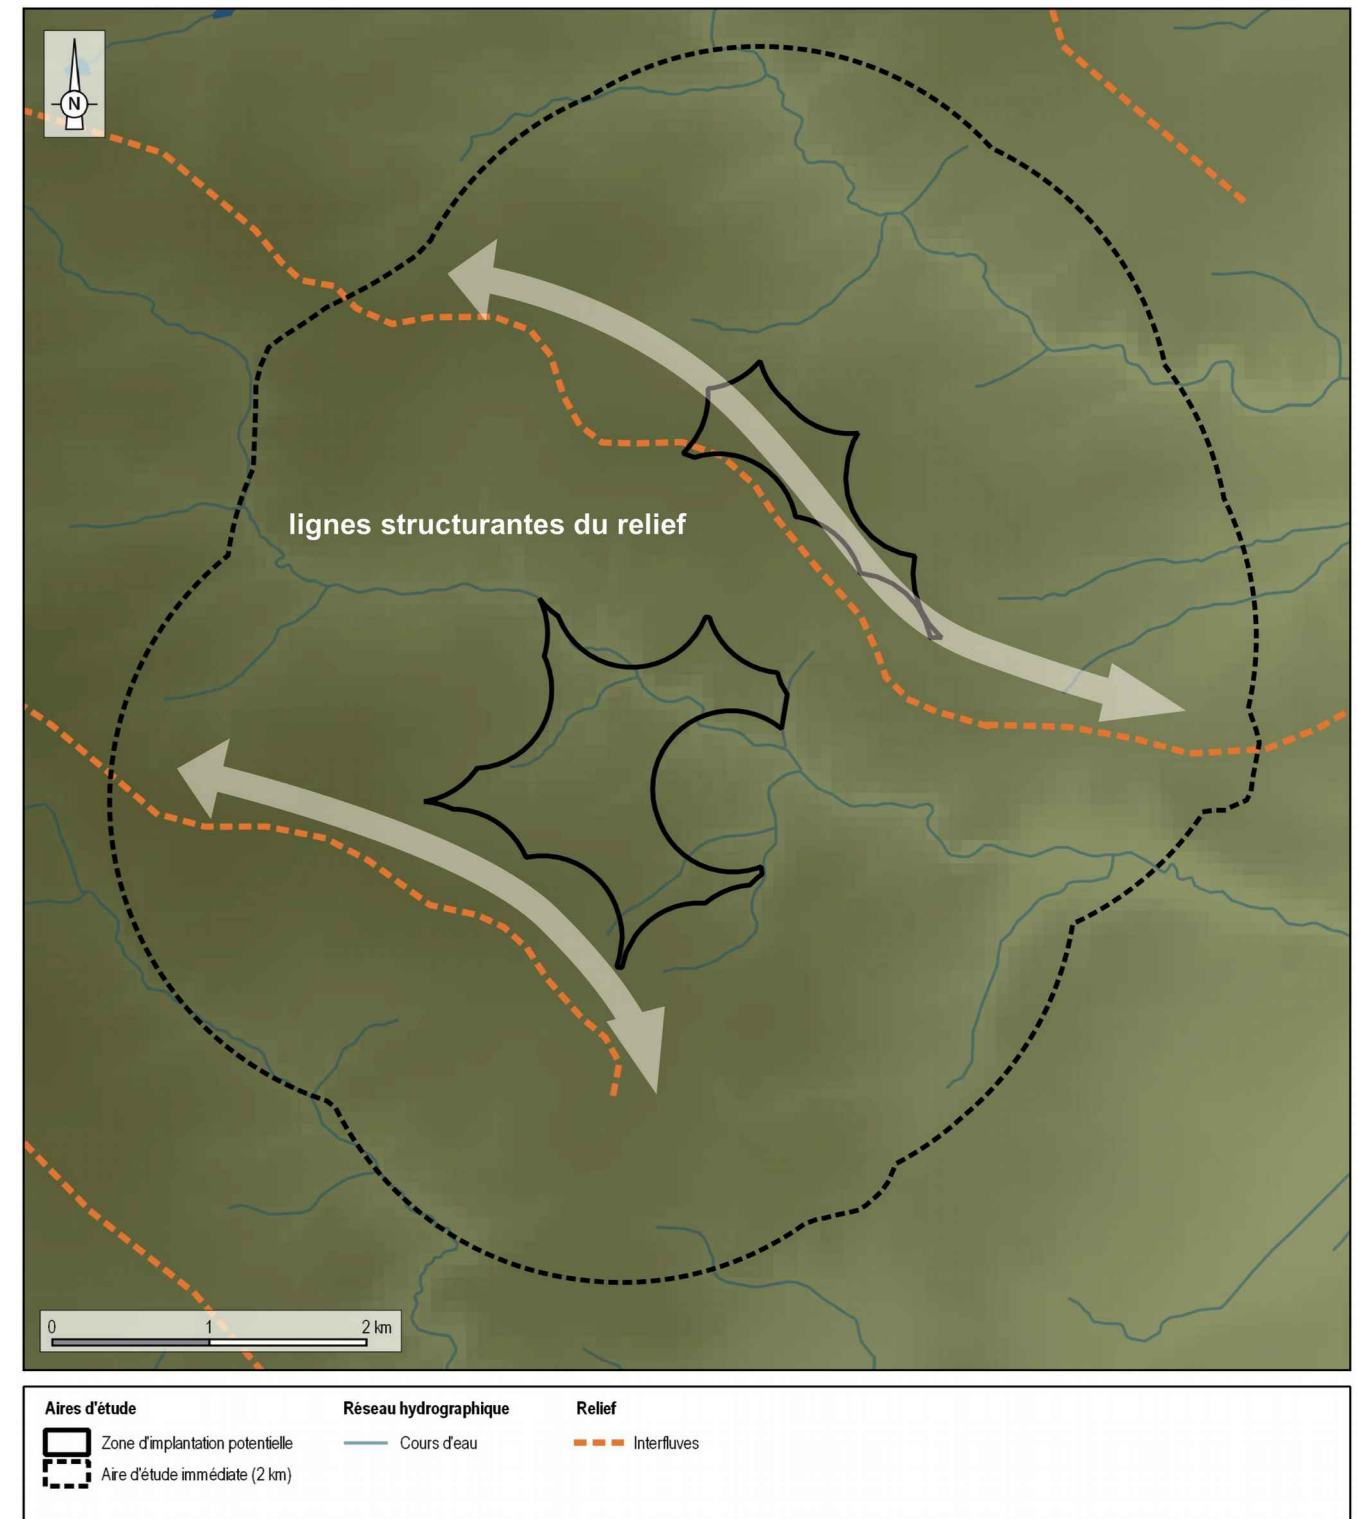 N
lignes structurantes du relief
0 1 2 km
Aires d'étude
Zone d'implantation potentielle
Aire d'étude immédiate (2 km)
Réseau hydrographique
Cours d'eau
Relief
Interfluves